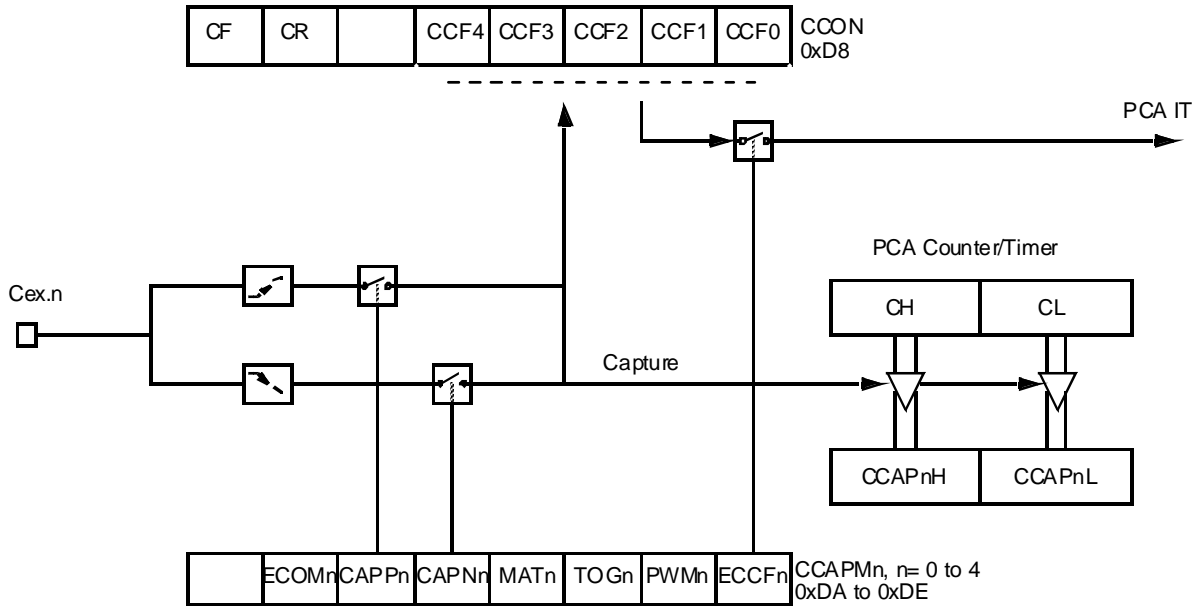 CF CR CCF4 CCF3 CCF2 CCF1 CCF0 CCON
0xD8
PCA IT
PCA Counter/Timer
Cex.n
CH CL
Capture
CCAPnH CCAPnL
ECOMn CAPPn CAPNn MATn TOGn PWMn ECCFn CCAPMn, n= 0 to 4
0xDA to 0xDE